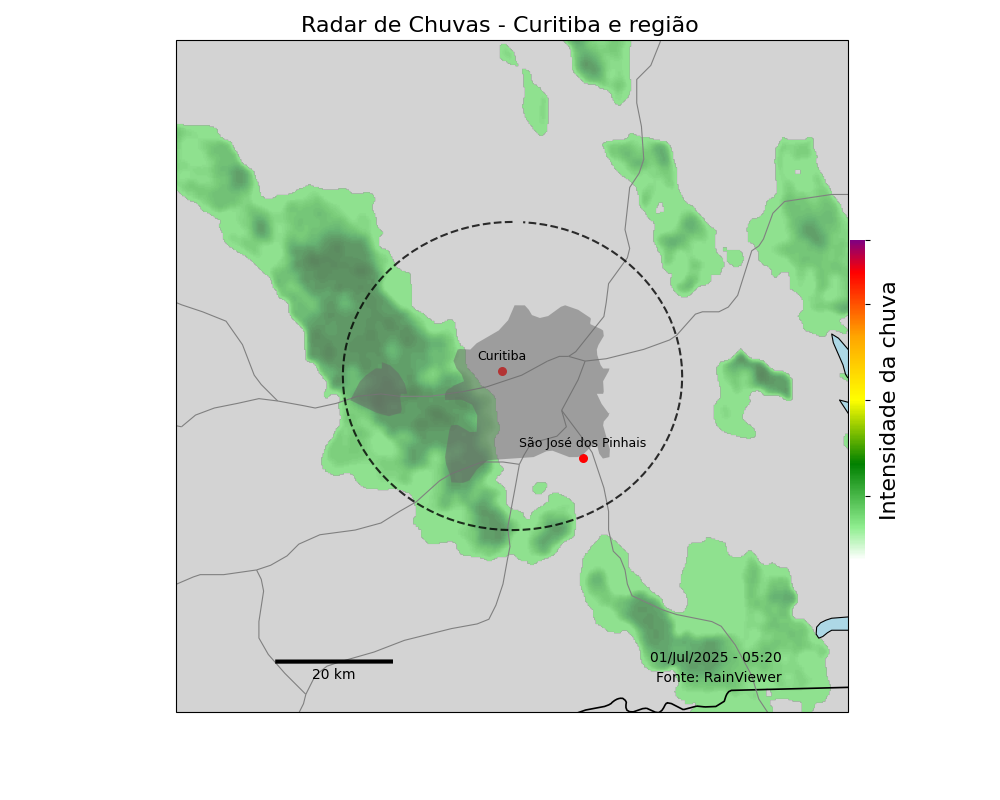 Radar de Chuvas - Curitiba e região
Curitiba
São José dos Pinhais
Intensidade da chuva
01/Jul/2025 - 05:20
Fonte: RainViewer
20 km